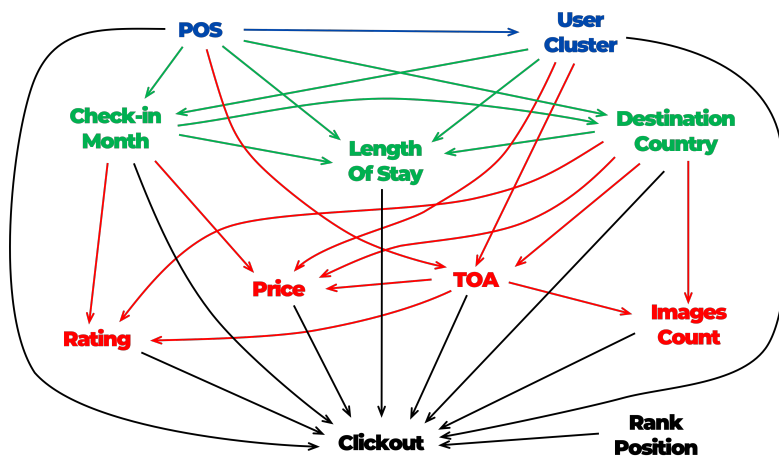 POS
User
Cluster
Check-in
Month
Length
Of Stay
Destination
Country
Price
TOA
Rating
Images
Count
Clickout
Rank
Position